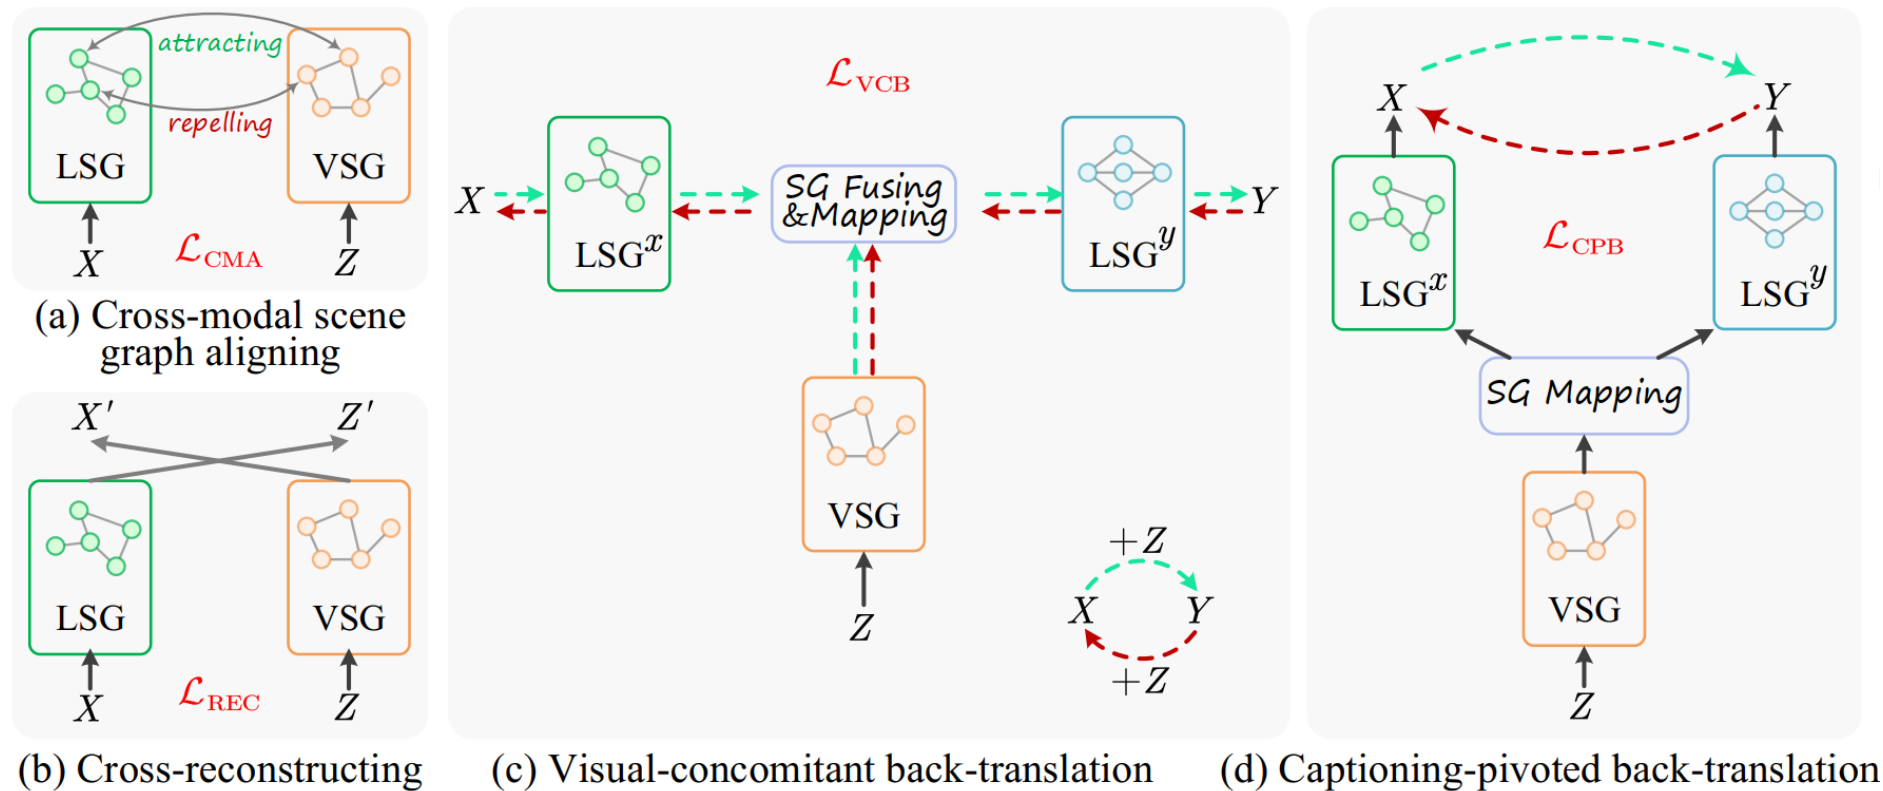 attracting
repelling
LSG
VSG
X
ℒ_CMA
Z
(a) Cross-modal scene
graph aligning
X′
Z′
LSG
VSG
X
ℒ_REC
Z
(b) Cross-reconstructing
ℒ_VCB
X
LSG^x
SG Fusing
&Mapping
LSG^y
Y
VSG
Z
+Z
X
Y
+Z
(c) Visual-concomitant back-translation
X
Y
LSG^x
ℒ_CPB
LSG^y
SG Mapping
VSG
Z
(d) Captioning-pivoted back-translation